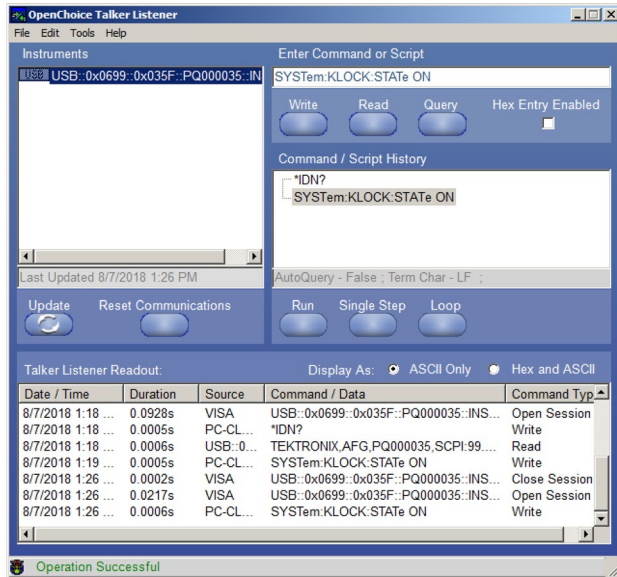 OpenChoice Talker Listener
File Edit Tools Help
Instruments
USB USB::0x0699::0x035F::PQ000035::IN
Last Updated 8/7/2018 1:26 PM
Update Reset Communications
Enter Command or Script
SYSTem:KLOCK:STATe ON
Write Read Query Hex Entry Enabled
Command / Script History
*IDN?
SYSTem:KLOCK:STATe ON
AutoQuery - False ; Term Char - LF ;
Run Single Step Loop
Talker Listener Readout: Display As: ASCII Only Hex and ASCII
Date / Time Duration Source Command / Data Command Typ
8/7/2018 1:18 ... 0.0928s VISA USB::0x0699::0x035F::PQ000035::INS... Open Session
8/7/2018 1:18 ... 0.0005s PC-CL... *IDN? Write
8/7/2018 1:18 ... 0.0006s USB::0... TEKTRONIX,AFG,PQ000035,SCPI:99.... Read
8/7/2018 1:19 ... 0.0005s PC-CL... SYSTem:KLOCK:STATe ON Write
8/7/2018 1:26 ... 0.0002s VISA USB::0x0699::0x035F::PQ000035::INS... Close Session
8/7/2018 1:26 ... 0.0217s VISA USB::0x0699::0x035F::PQ000035::INS... Open Session
8/7/2018 1:26 ... 0.0006s PC-CL... SYSTem:KLOCK:STATe ON Write
Operation Successful